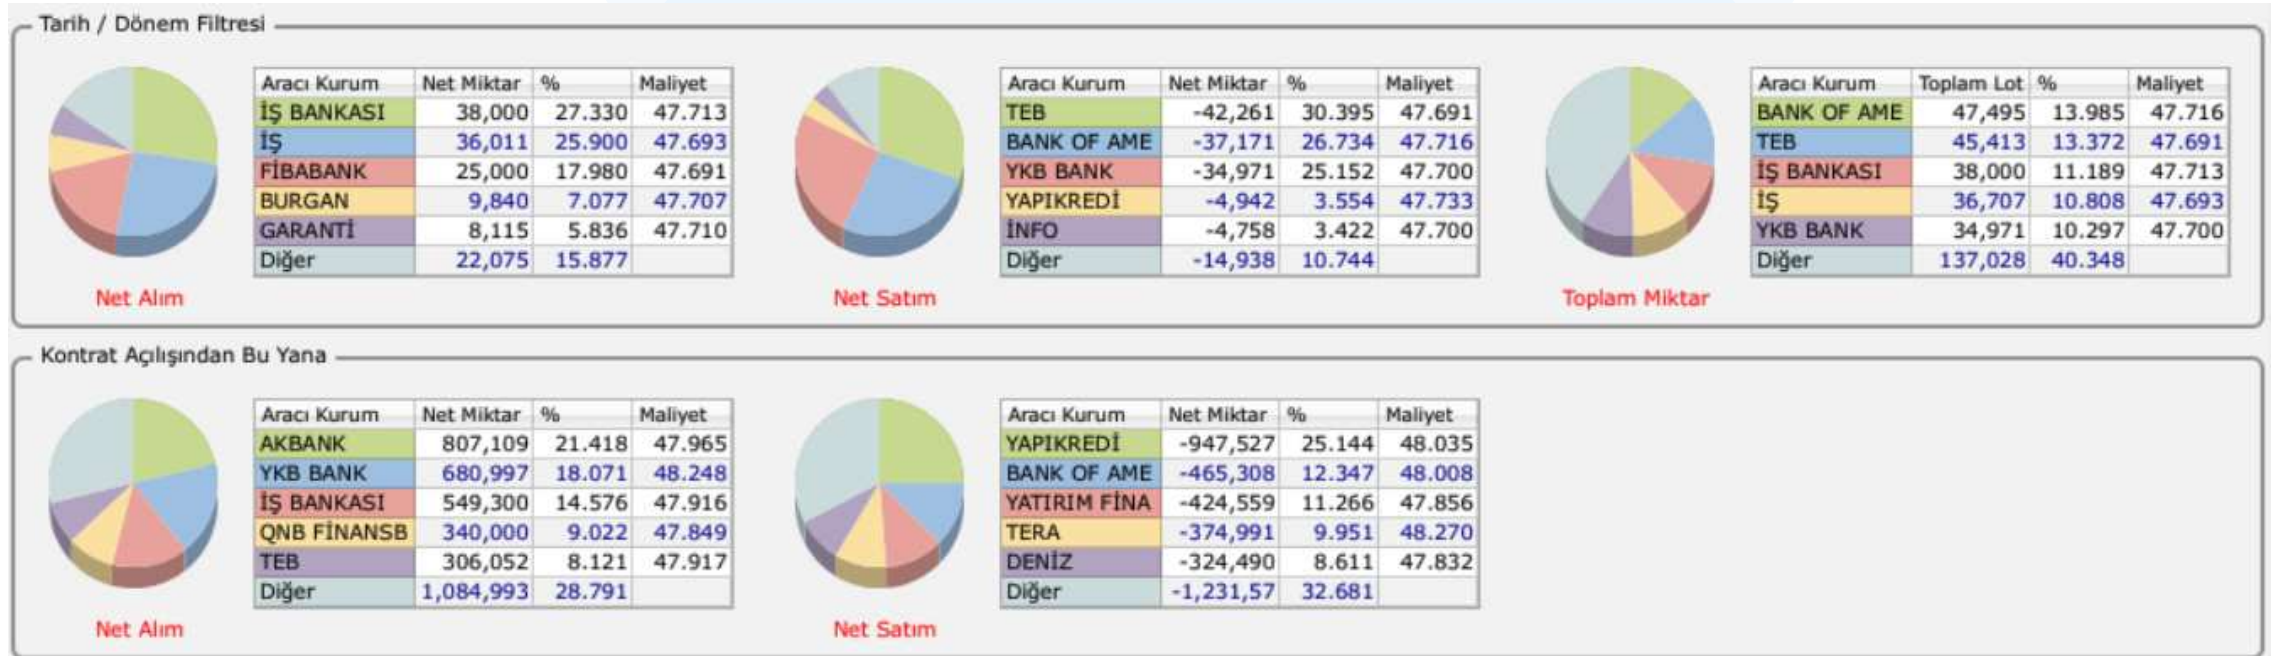 Tarih / Dönem Filtresi
Aracı Kurum Net Miktar % Maliyet
İŞ BANKASI 38,000 27.330 47.713
İŞ 36,011 25.900 47.693
FİBABANK 25,000 17.980 47.691
BURGAN 9,840 7.077 47.707
GARANTİ 8,115 5.836 47.710
Diğer 22,075 15.877
Net Alım
Aracı Kurum Net Miktar % Maliyet
TEB -42,261 30.395 47.691
BANK OF AME -37,171 26.734 47.716
YKB BANK -34,971 25.152 47.700
YAPIKREDİ -4,942 3.554 47.733
İNFO -4,758 3.422 47.700
Diğer -14,938 10.744
Net Satım
Aracı Kurum Toplam Lot % Maliyet
BANK OF AME 47,495 13.985 47.716
TEB 45,413 13.372 47.691
İŞ BANKASI 38,000 11.189 47.713
İŞ 36,707 10.808 47.693
YKB BANK 34,971 10.297 47.700
Diğer 137,028 40.348
Toplam Miktar
Kontrat Açılışından Bu Yana
Aracı Kurum Net Miktar % Maliyet
AKBANK 807,109 21.418 47.965
YKB BANK 680,997 18.071 48.248
İŞ BANKASI 549,300 14.576 47.916
QNB FİNANSB 340,000 9.022 47.849
TEB 306,052 8.121 47.917
Diğer 1,084,993 28.791
Net Alım
Aracı Kurum Net Miktar % Maliyet
YAPIKREDİ -947,527 25.144 48.035
BANK OF AME -465,308 12.347 48.008
YATIRIM FİNA -424,559 11.266 47.856
TERA -374,991 9.951 48.270
DENİZ -324,490 8.611 47.832
Diğer -1,231,57 32.681
Net Satım